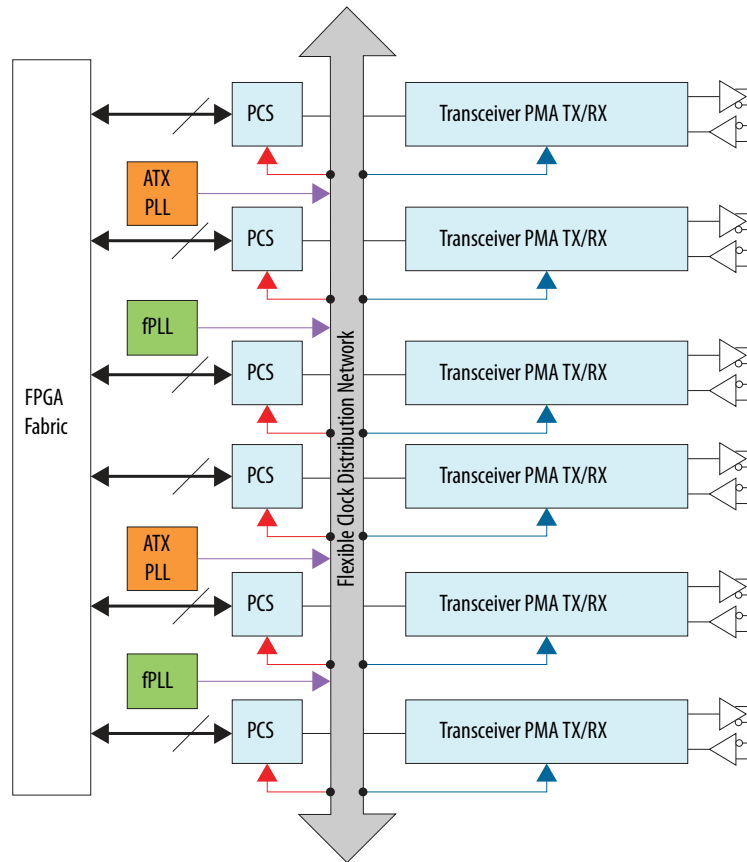 PCS
Transceiver PMA TX/RX
ATX
PLL
PCS
Transceiver PMA TX/RX
fPLL
PCS
Transceiver PMA TX/RX
FPGA
Fabric
Flexible Clock Distribution Network
PCS
Transceiver PMA TX/RX
ATX
PLL
PCS
Transceiver PMA TX/RX
fPLL
PCS
Transceiver PMA TX/RX